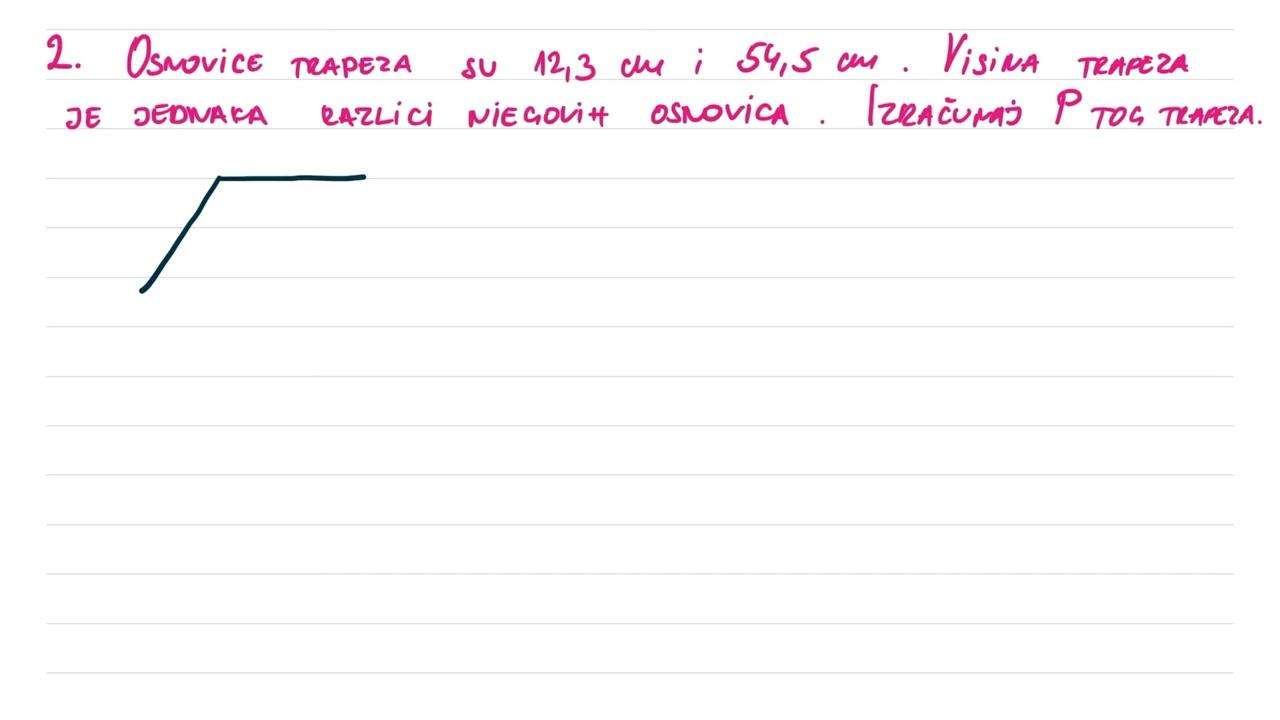 2. OSNOVICE TRAPEZA SU 12,3 cm i 54,5 cm. VISINA TRAPEZA
JE JEDNAKA RAZLICI NJEGOVIH OSNOVICA. IZRAČUNAJ P TOG TRAPEZA.